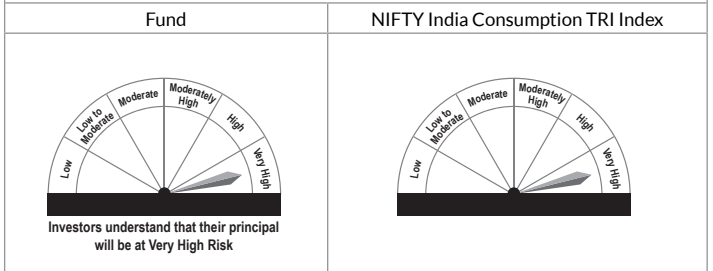 Fund
NIFTY India Consumption TRI Index
Low
Low to
Moderate
Moderate
Moderately
High
High
Very High
Investors understand that their principal
will be at Very High Risk
Low
Low to
Moderate
Moderate
Moderately
High
High
Very High